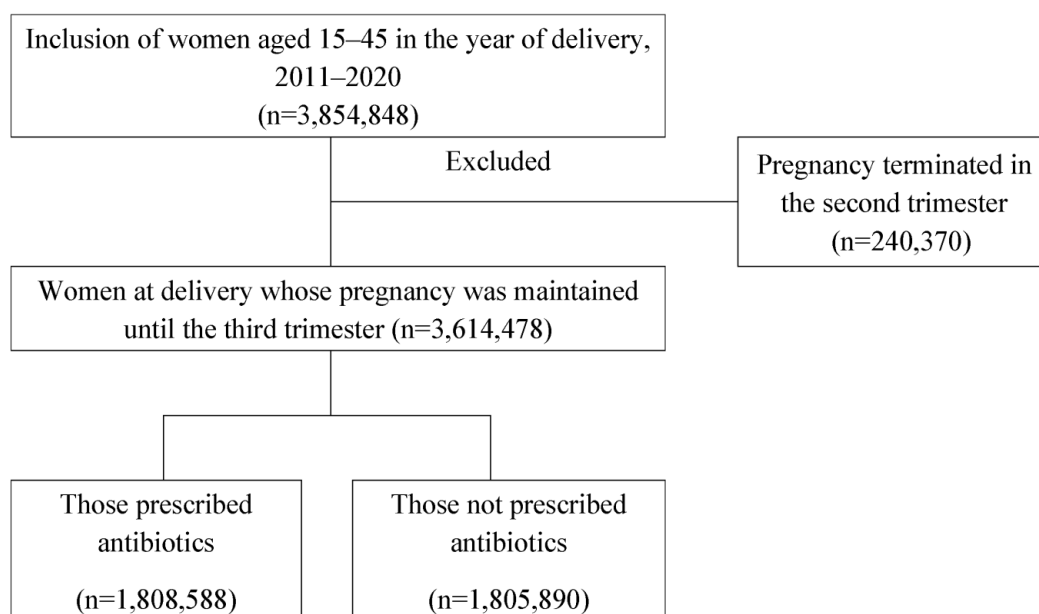 Inclusion of women aged 15–45 in the year of delivery,
2011–2020
(n=3,854,848)
Excluded
Pregnancy terminated in
the second trimester
(n=240,370)
Women at delivery whose pregnancy was maintained
until the third trimester (n=3,614,478)
Those prescribed
antibiotics
(n=1,808,588)
Those not prescribed
antibiotics
(n=1,805,890)